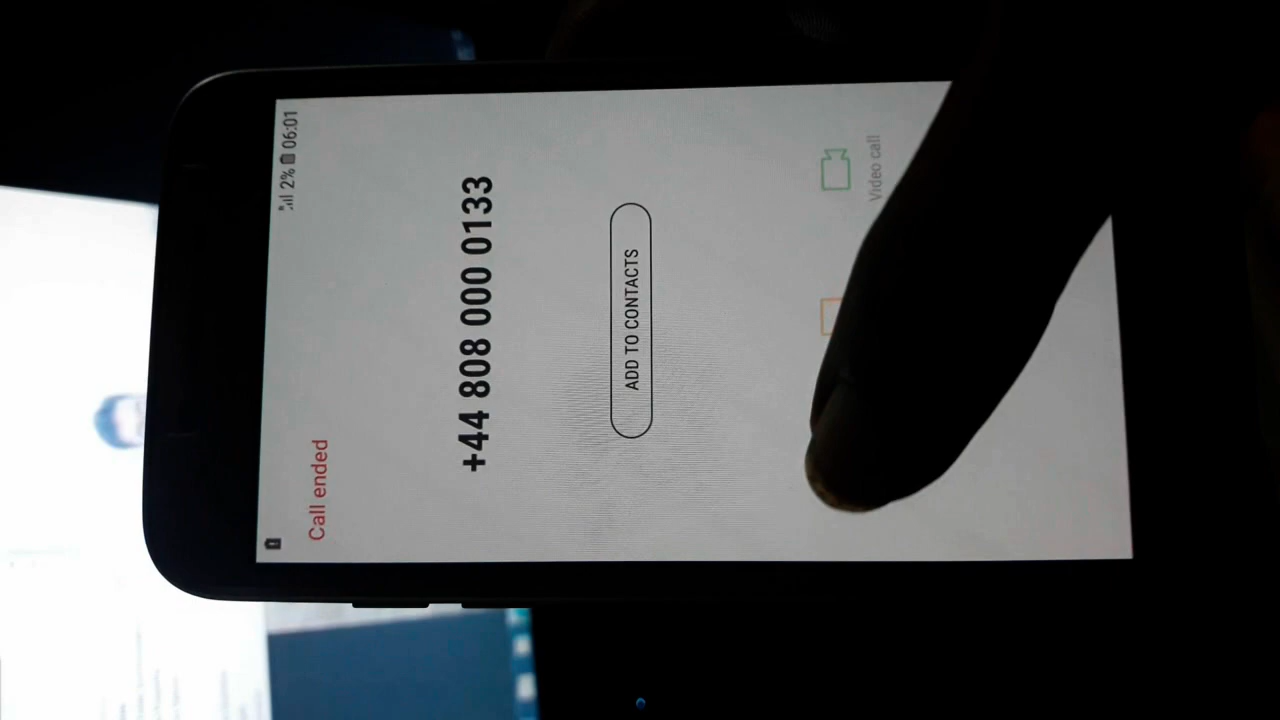 2% 06:01
Call ended
+44 808 000 0133
ADD TO CONTACTS
Video call